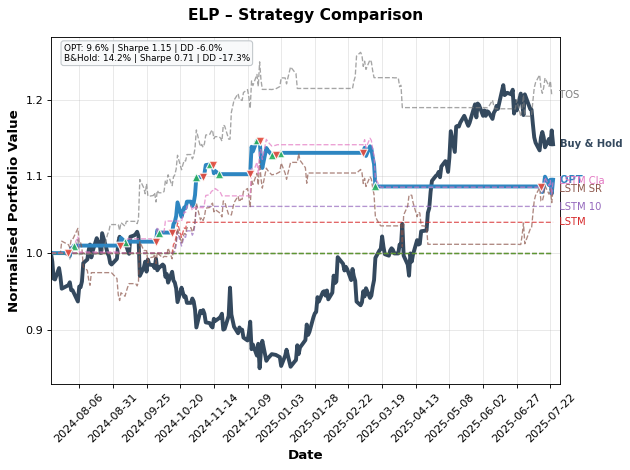 ELP – Strategy Comparison
OPT: 9.6% | Sharpe 1.15 | DD -6.0%
B&Hold: 14.2% | Sharpe 0.71 | DD -17.3%
Normalised Portfolio Value
1.2
1.1
1.0
0.9
TOS
Buy & Hold
OPT
LSTM SR
LSTM 10
LSTM
2024-08-06
2024-08-31
2024-09-25
2024-10-20
2024-11-14
2024-12-09
2025-01-03
2025-01-28
2025-02-22
2025-03-19
2025-04-13
2025-05-08
2025-06-02
2025-06-27
2025-07-22
Date